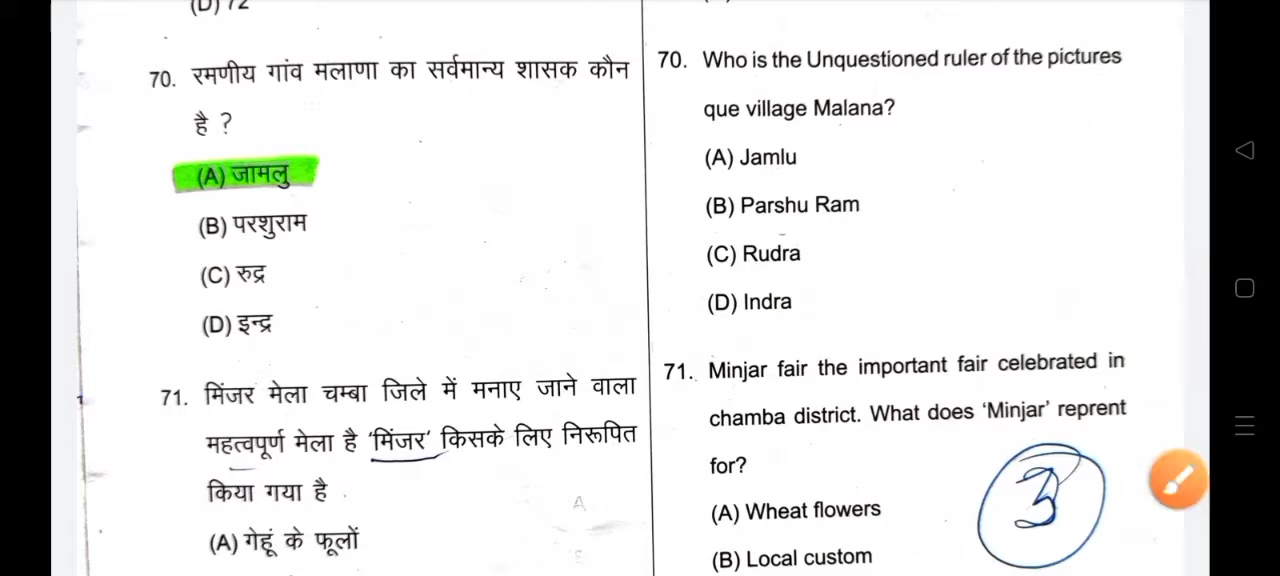 (D) 72
70. रमणीय गांव मलाणा का सर्वमान्य शासक कौन
है ?
(A) जामलु
(B) परशुराम
(C) रुद्र
(D) इन्द्र
71. मिंजर मेला चम्बा जिले में मनाए जाने वाला
महत्वपूर्ण मेला है ‘मिंजर’ किसके लिए निरूपित
किया गया है
(A) गेहूं के फूलों
70. Who is the Unquestioned ruler of the pictures
que village Malana?
(A) Jamlu
(B) Parshu Ram
(C) Rudra
(D) Indra
71. Minjar fair the important fair celebrated in
chamba district. What does ‘Minjar’ reprent
for?
(A) Wheat flowers
(B) Local custom
3